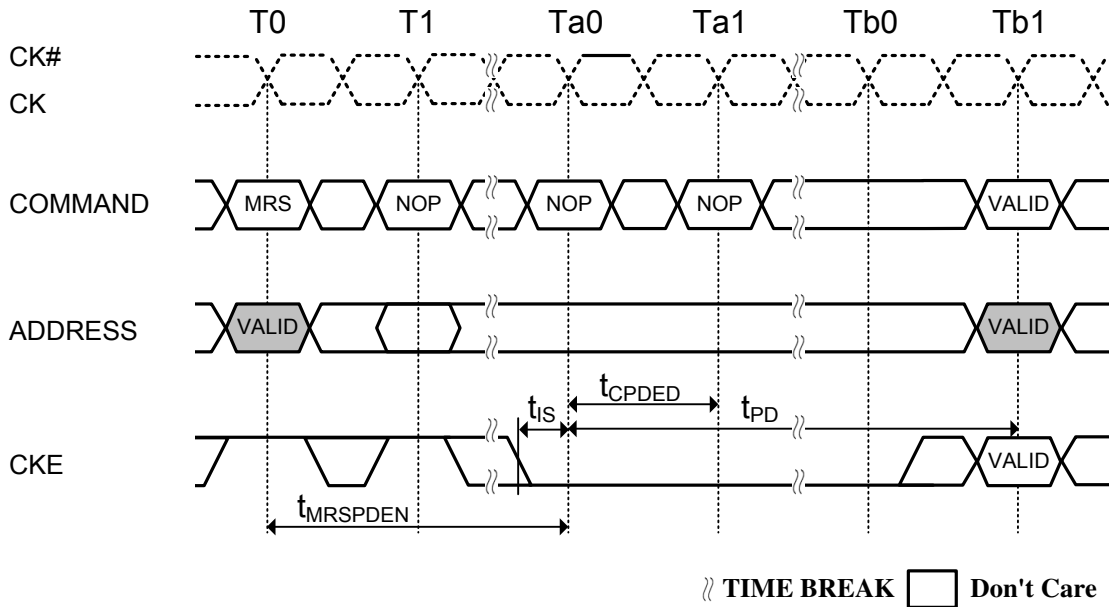 T0 T1 Ta0 Ta1 Tb0 Tb1
CK#
CK
COMMAND MRS NOP NOP NOP VALID
ADDRESS VALID VALID
tIS tCPDED tPD
CKE VALID
tMRSPDEN
TIME BREAK Don't Care